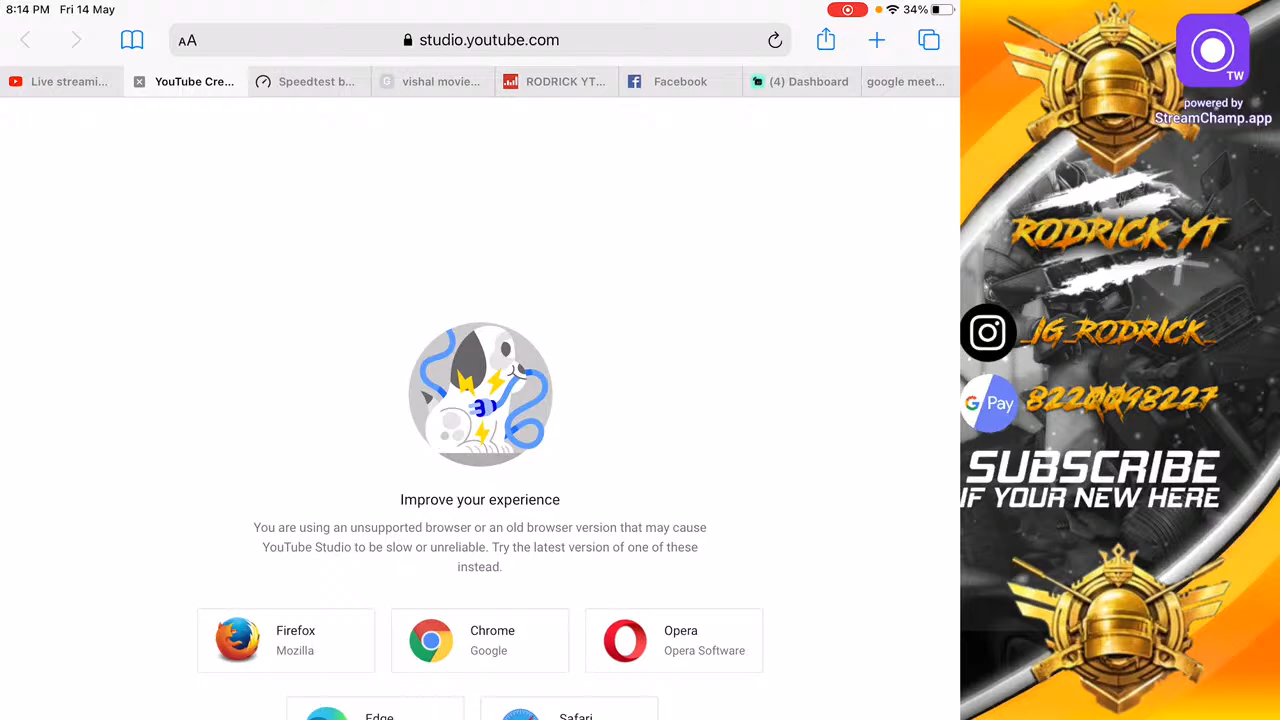 8:14 PM Fri 14 May
34%
AA
studio.youtube.com
Live streami...
YouTube Cre...
Speedtest b...
vishal movie...
RODRICK YT...
Facebook
(4) Dashboard
google meet...
TW
powered by
StreamChamp.app
RODRICK YT
_IG_RODRICK_
G Pay
8220098227
SUBSCRIBE
IF YOUR NEW HERE
Improve your experience
You are using an unsupported browser or an old browser version that may cause
YouTube Studio to be slow or unreliable. Try the latest version of one of these
instead.
Firefox
Mozilla
Chrome
Google
Opera
Opera Software
Edge
Safari